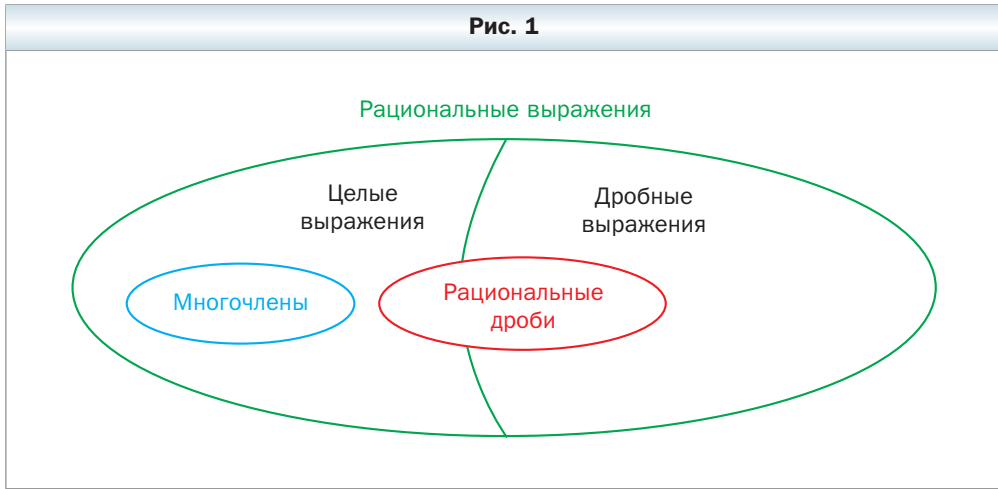 Рис. 1
Рациональные выражения
Целые
выражения
Дробные
выражения
Многочлены
Рациональные
дроби